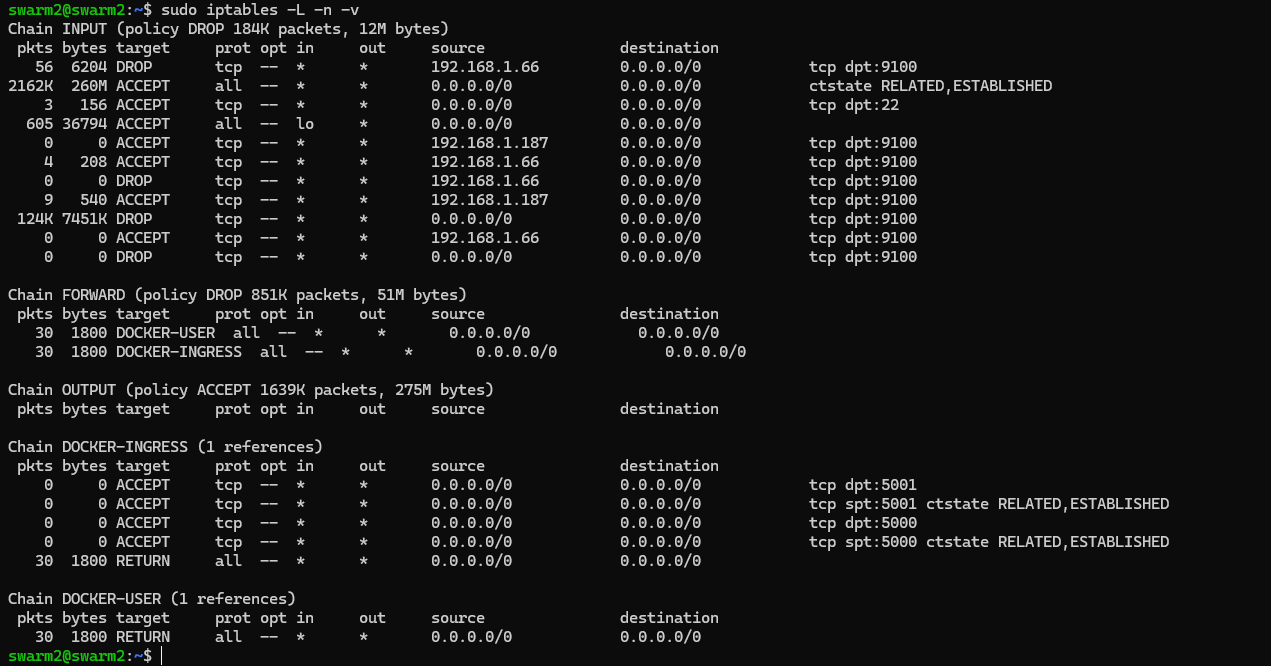 swarm2@swarm2:~$ sudo iptables -L -n -v
Chain INPUT (policy DROP 184K packets, 12M bytes)
 pkts bytes target     prot opt in     out     source               destination
   56  6204 DROP       tcp  --  *      *       192.168.1.66         0.0.0.0/0            tcp dpt:9100
2162K  260M ACCEPT     all  --  *      *       0.0.0.0/0            0.0.0.0/0            ctstate RELATED,ESTABLISHED
    3   156 ACCEPT     tcp  --  *      *       0.0.0.0/0            0.0.0.0/0            tcp dpt:22
  605 36794 ACCEPT     all  --  lo     *       0.0.0.0/0            0.0.0.0/0
    0     0 ACCEPT     tcp  --  *      *       192.168.1.187        0.0.0.0/0            tcp dpt:9100
    4   208 ACCEPT     tcp  --  *      *       192.168.1.66         0.0.0.0/0            tcp dpt:9100
    0     0 DROP       tcp  --  *      *       192.168.1.66         0.0.0.0/0            tcp dpt:9100
    9   540 ACCEPT     tcp  --  *      *       192.168.1.187        0.0.0.0/0            tcp dpt:9100
 124K 7451K DROP       tcp  --  *      *       0.0.0.0/0            0.0.0.0/0            tcp dpt:9100
    0     0 ACCEPT     tcp  --  *      *       192.168.1.66         0.0.0.0/0            tcp dpt:9100
    0     0 DROP       tcp  --  *      *       0.0.0.0/0            0.0.0.0/0            tcp dpt:9100

Chain FORWARD (policy DROP 851K packets, 51M bytes)
 pkts bytes target     prot opt in     out     source               destination
   30  1800 DOCKER-USER  all  --  *      *       0.0.0.0/0            0.0.0.0/0
   30  1800 DOCKER-INGRESS  all  --  *      *       0.0.0.0/0            0.0.0.0/0

Chain OUTPUT (policy ACCEPT 1639K packets, 275M bytes)
 pkts bytes target     prot opt in     out     source               destination

Chain DOCKER-INGRESS (1 references)
 pkts bytes target     prot opt in     out     source               destination
    0     0 ACCEPT     tcp  --  *      *       0.0.0.0/0            0.0.0.0/0            tcp dpt:5001
    0     0 ACCEPT     tcp  --  *      *       0.0.0.0/0            0.0.0.0/0            tcp spt:5001 ctstate RELATED,ESTABLISHED
    0     0 ACCEPT     tcp  --  *      *       0.0.0.0/0            0.0.0.0/0            tcp dpt:5000
    0     0 ACCEPT     tcp  --  *      *       0.0.0.0/0            0.0.0.0/0            tcp spt:5000 ctstate RELATED,ESTABLISHED
   30  1800 RETURN     all  --  *      *       0.0.0.0/0            0.0.0.0/0

Chain DOCKER-USER (1 references)
 pkts bytes target     prot opt in     out     source               destination
   30  1800 RETURN     all  --  *      *       0.0.0.0/0            0.0.0.0/0
swarm2@swarm2:~$